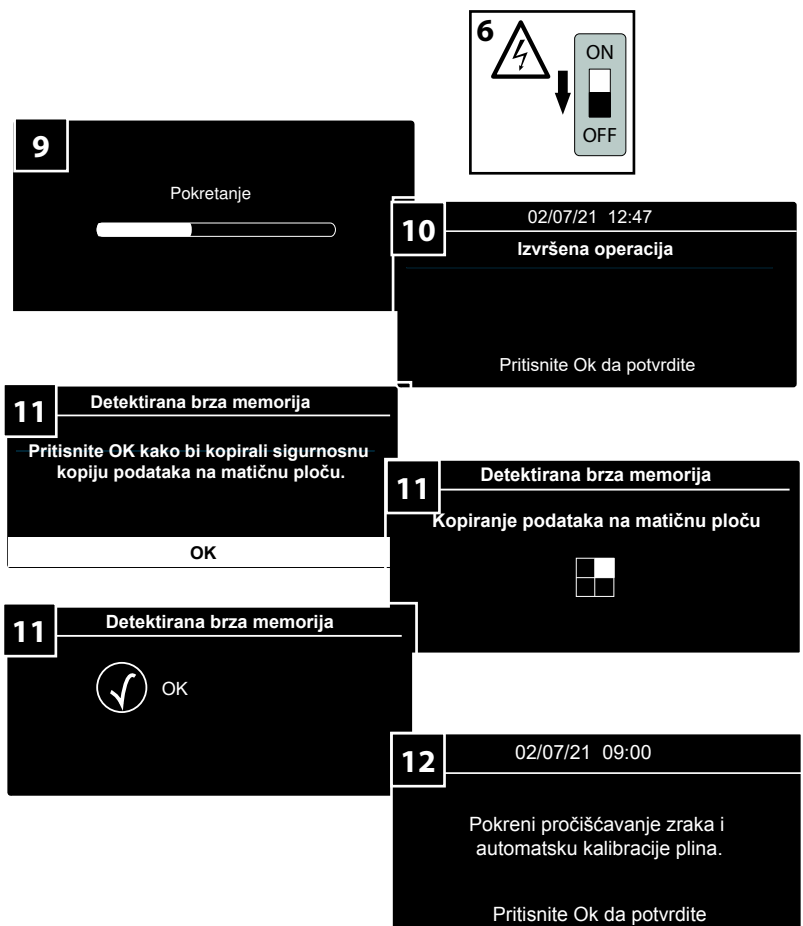 6
ON
OFF
9
Pokretanje
10
02/07/21 12:47
Izvršena operacija
Pritisnite Ok da potvrdite
11
Detektirana brza memorija
Pritisnite OK kako bi kopirali sigurnosnu
kopiju podataka na matičnu ploču.
OK
11
Detektirana brza memorija
Kopiranje podataka na matičnu ploču
11
Detektirana brza memorija
OK
12
02/07/21 09:00
Pokreni pročišćavanje zraka i
automatsku kalibracije plina.
Pritisnite Ok da potvrdite